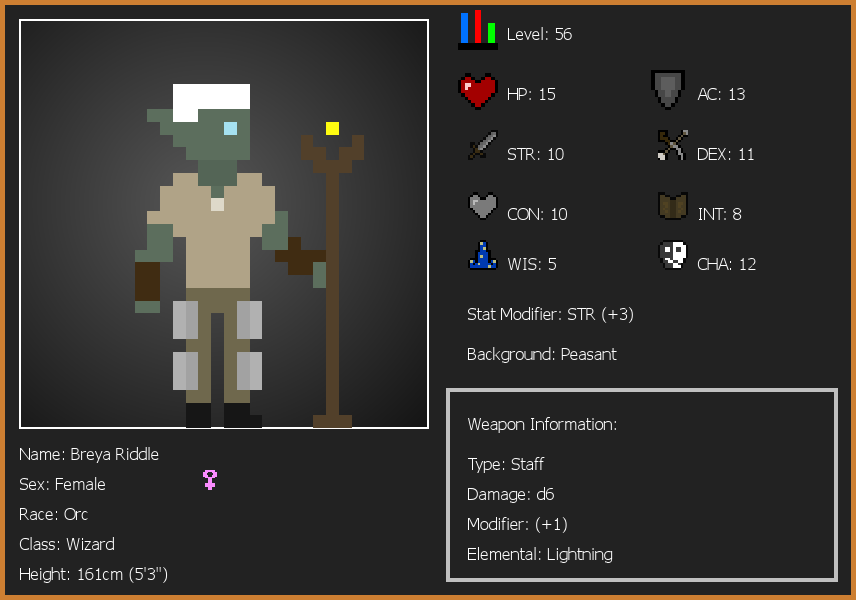 Level: 56
HP: 15
AC: 13
STR: 10
DEX: 11
CON: 10
INT: 8
WIS: 5
CHA: 12
Stat Modifier: STR (+3)
Background: Peasant
Weapon Information:
Type: Staff
Damage: d6
Modifier: (+1)
Elemental: Lightning
Name: Breya Riddle
Sex: Female
Race: Orc
Class: Wizard
Height: 161cm (5'3")